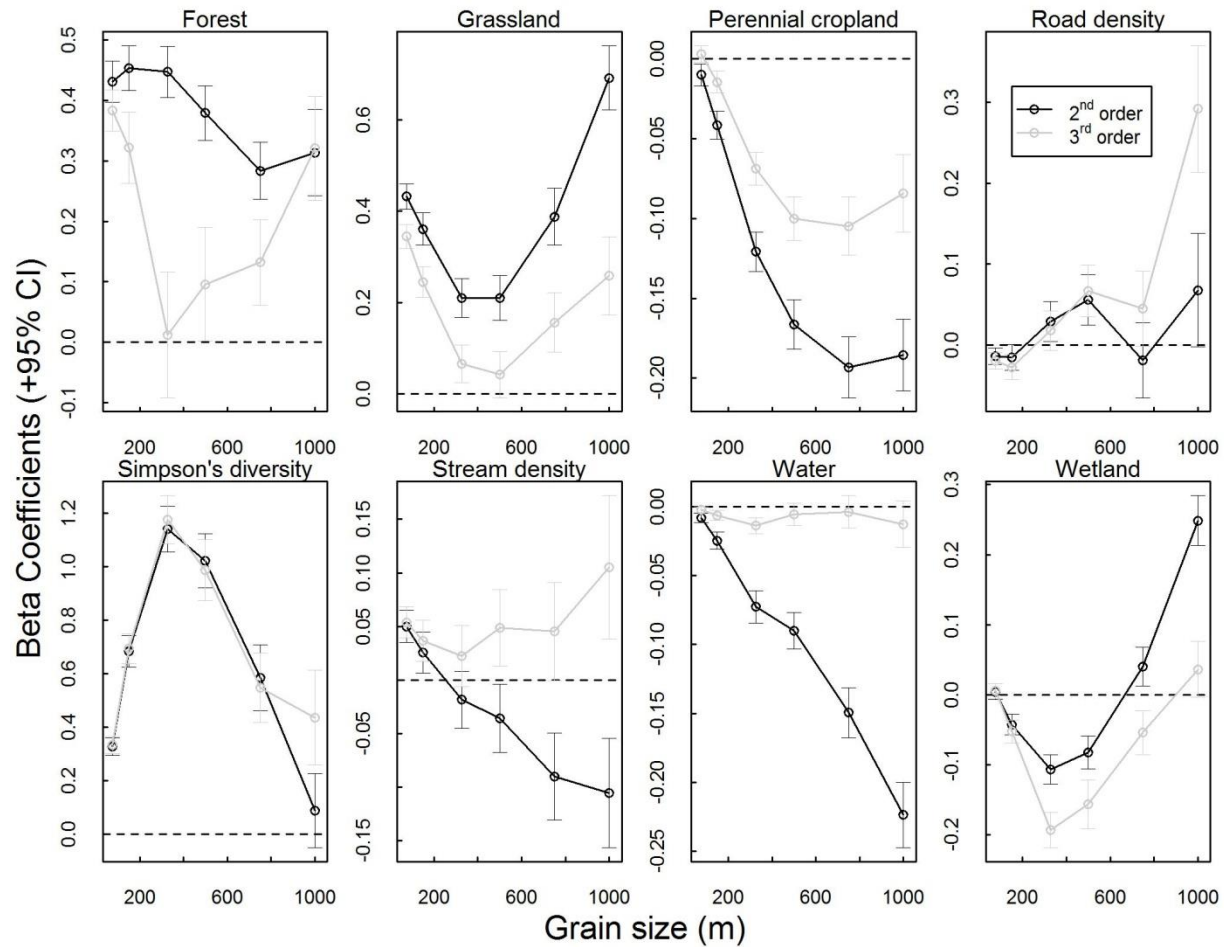 Forest
Grassland
Perennial cropland
Road density
0.5
0.4
0.3
0.2
0.1
0.0
-0.1
0.6
0.4
0.2
0.0
0.00
-0.05
-0.10
-0.15
-0.20
0.3
0.2
0.1
0.0
2nd order
3rd order
200 600 1000
200 600 1000
200 600 1000
200 600 1000
Simpson's diversity
Stream density
Water
Wetland
1.2
1.0
0.8
0.6
0.4
0.2
0.0
0.15
0.10
0.05
-0.05
-0.15
0.00
-0.05
-0.10
-0.15
-0.20
-0.25
0.3
0.2
0.1
0.0
-0.1
-0.2
200 600 1000
200 600 1000
200 600 1000
200 600 1000
Beta Coefficients (+95% CI)
Grain size (m)